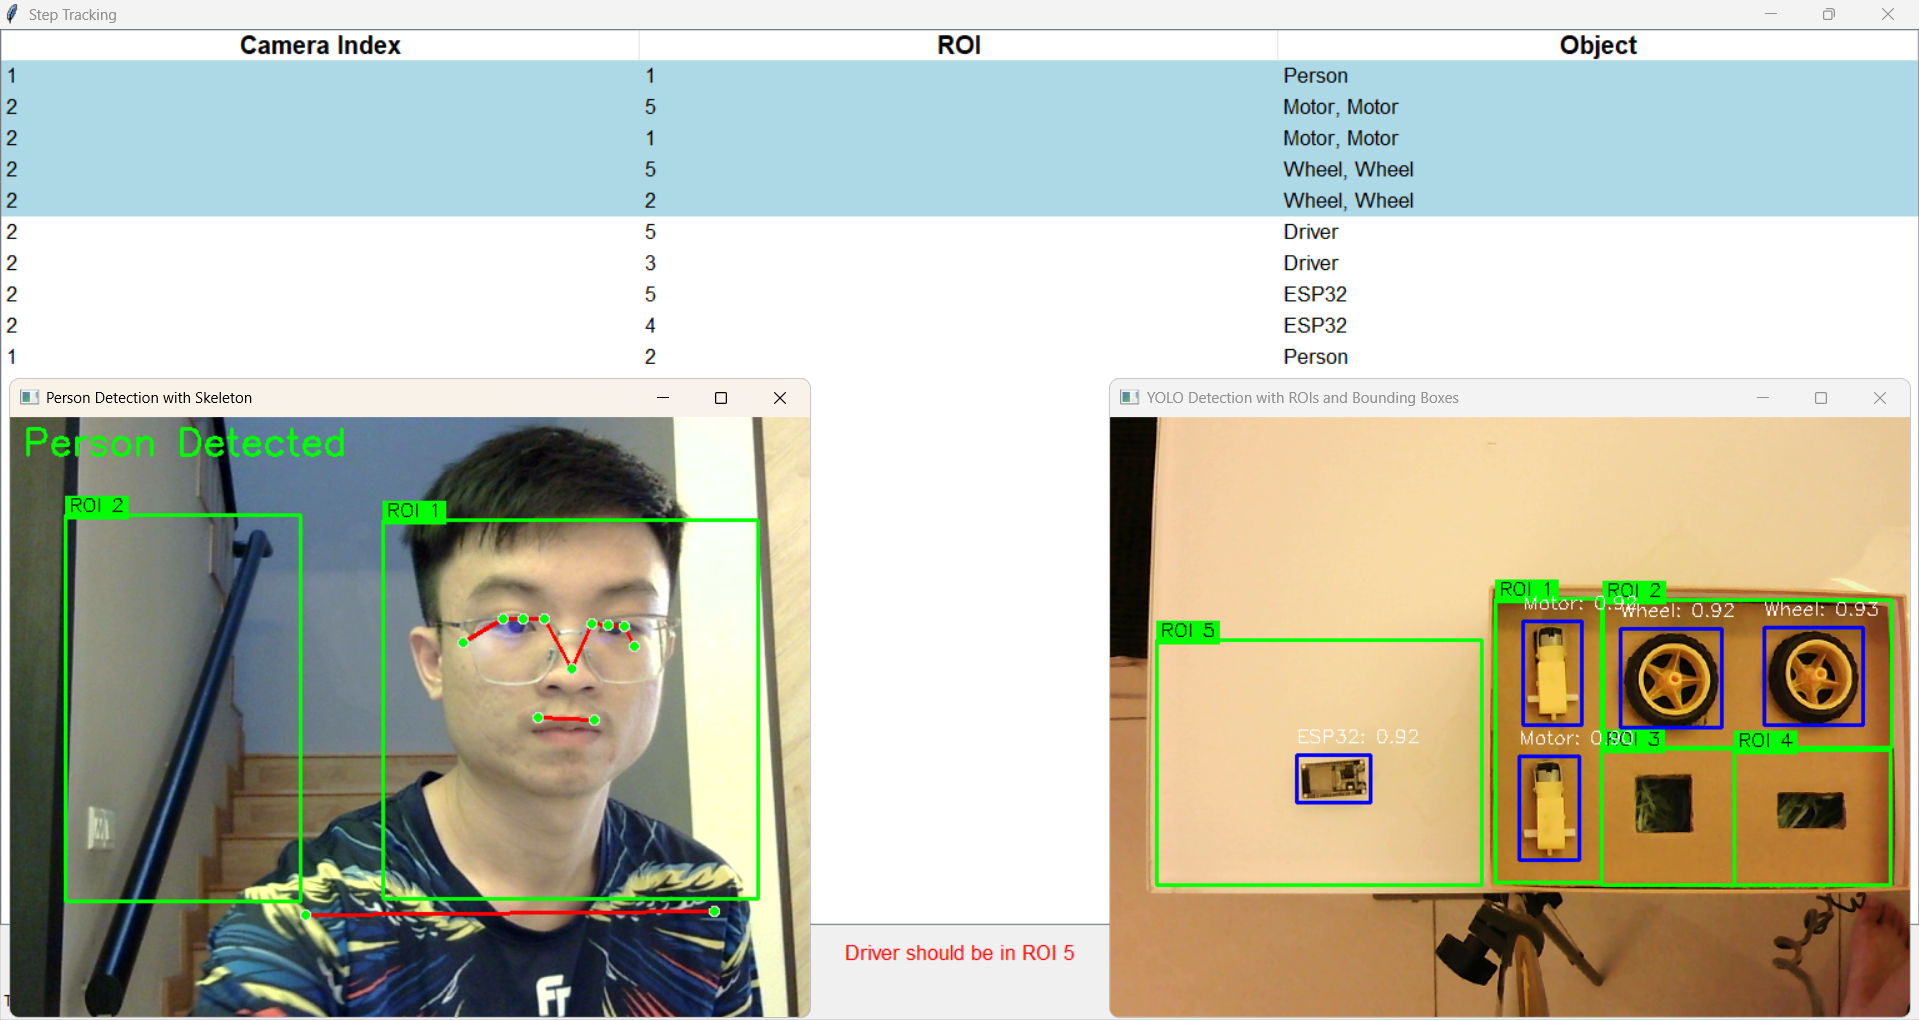 Step Tracking
Camera Index ROI Object
1 1 Person
2 5 Motor, Motor
2 1 Motor, Motor
2 5 Wheel, Wheel
2 2 Wheel, Wheel
2 5 Driver
2 3 Driver
2 5 ESP32
2 4 ESP32
1 2 Person
Person Detection with Skeleton
Person Detected
ROI 2
ROI 1
YOLO Detection with ROIs and Bounding Boxes
ROI 1
ROI 2
Motor: 0.92
Wheel: 0.92
Wheel: 0.93
ROI 5
ESP32: 0.92
Motor: 0.90
ROI 3
ROI 4
Driver should be in ROI 5